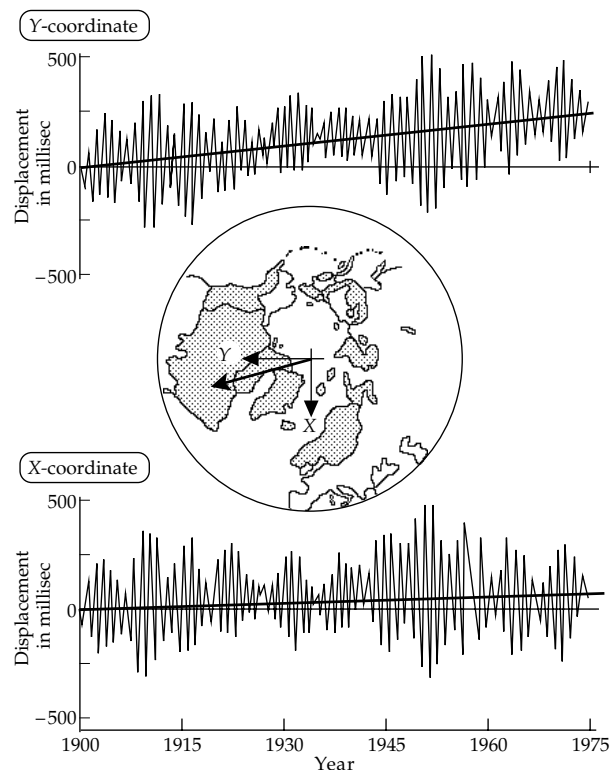 Y-coordinate
500
0
−500
Displacement
in millisec
Y
X
X-coordinate
500
0
−500
Displacement
in millisec
1900 1915 1930 1945 1960 1975
Year